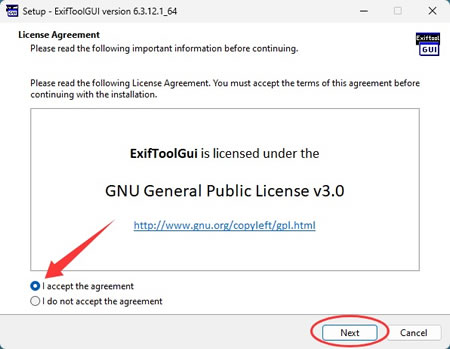 Setup - ExifToolGUI version 6.3.12.1_64
License Agreement
Please read the following important information before continuing.
Exiftool
GUI
Please read the following License Agreement. You must accept the terms of this agreement before
continuing with the installation.
ExifToolGui is licensed under the
GNU General Public License v3.0
http://www.gnu.org/copyleft/gpl.html
I accept the agreement
I do not accept the agreement
Next
Cancel